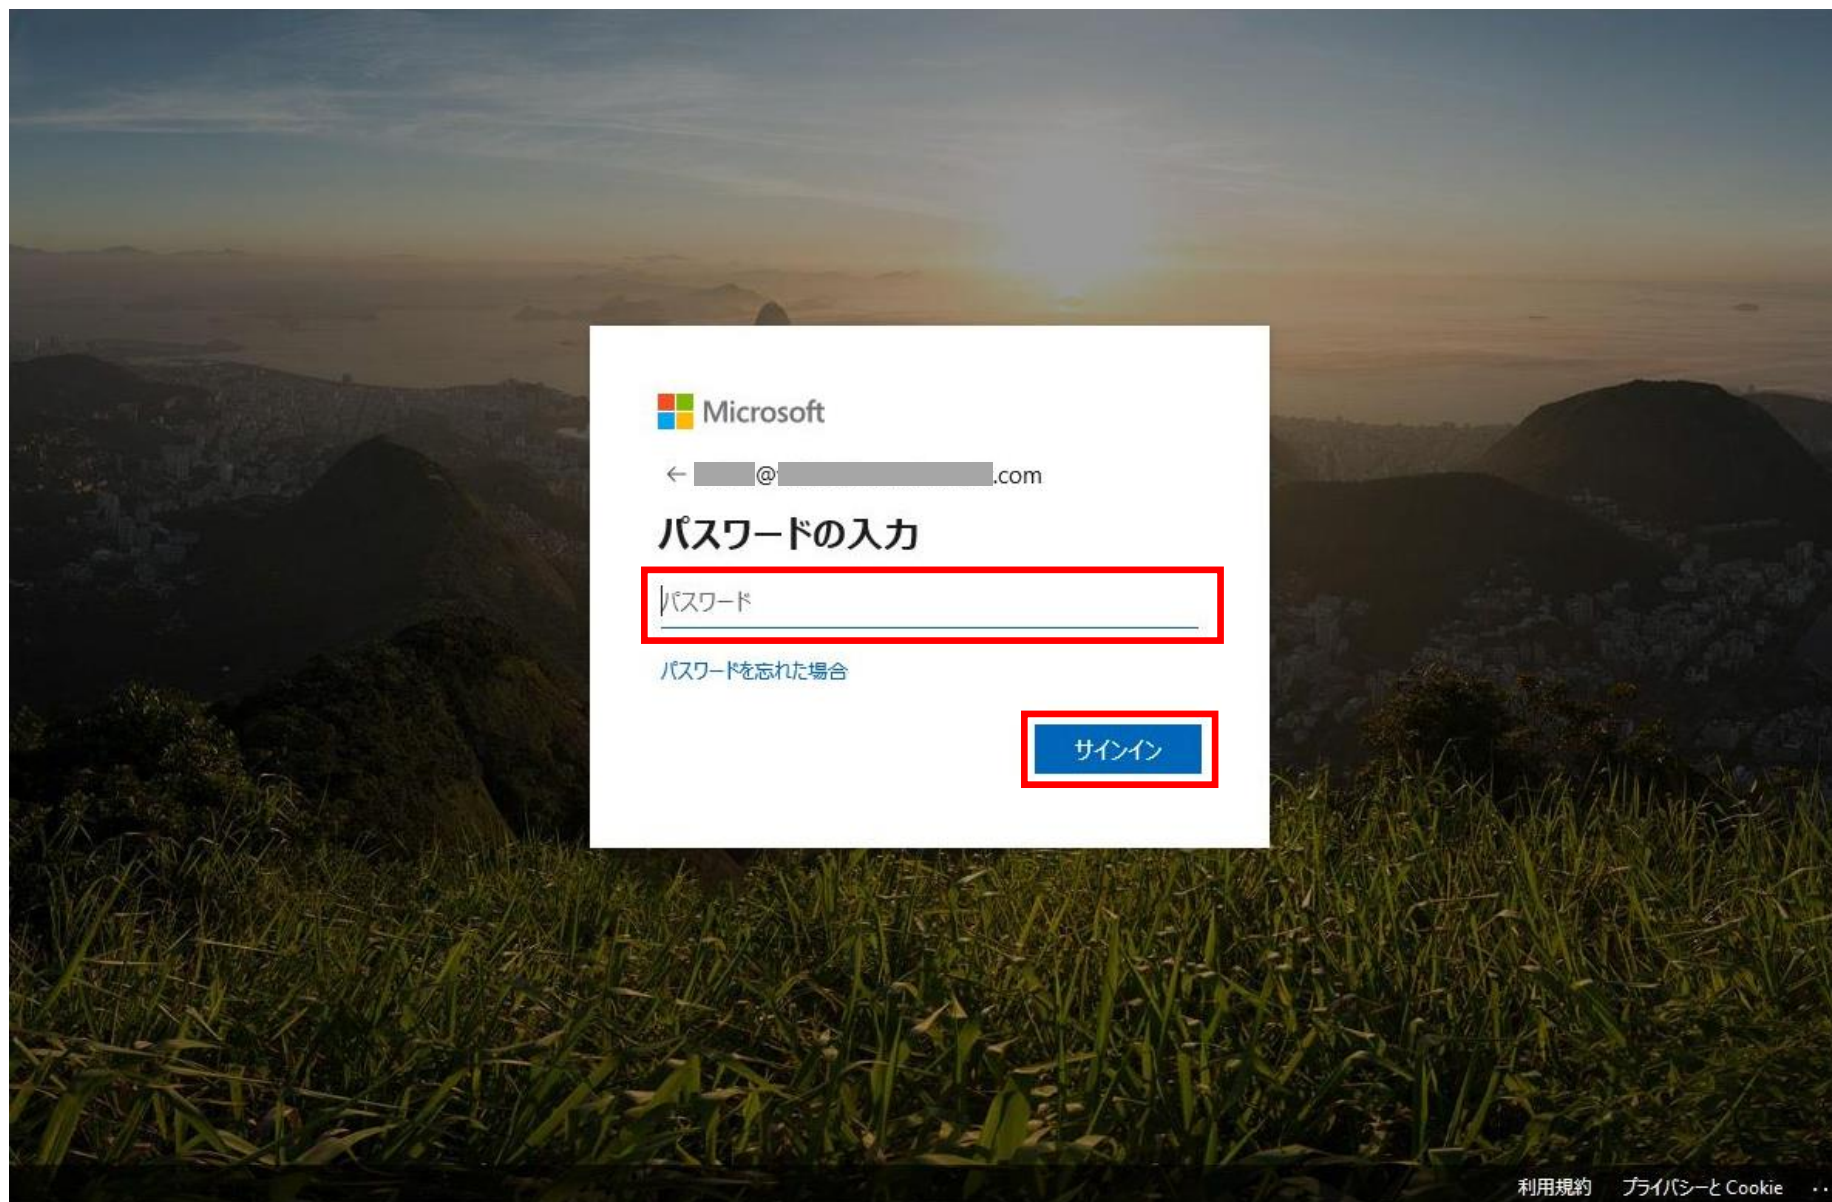 Microsoft
← @ .com
パスワードの入力
パスワード
パスワードを忘れた場合
サインイン
利用規約 プライバシーと Cookie ··